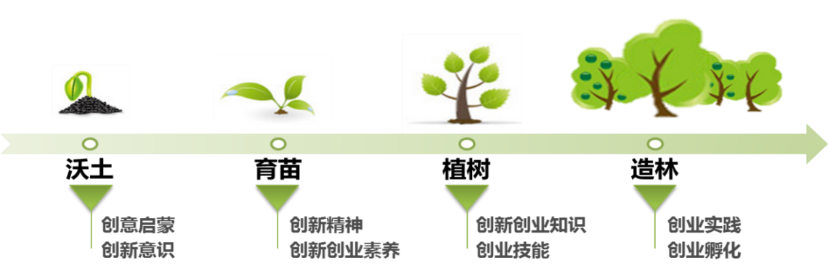 沃土
育苗
植树
造林
创意启蒙
创新意识
创新精神
创新创业素养
创新创业知识
创业技能
创业实践
创业孵化